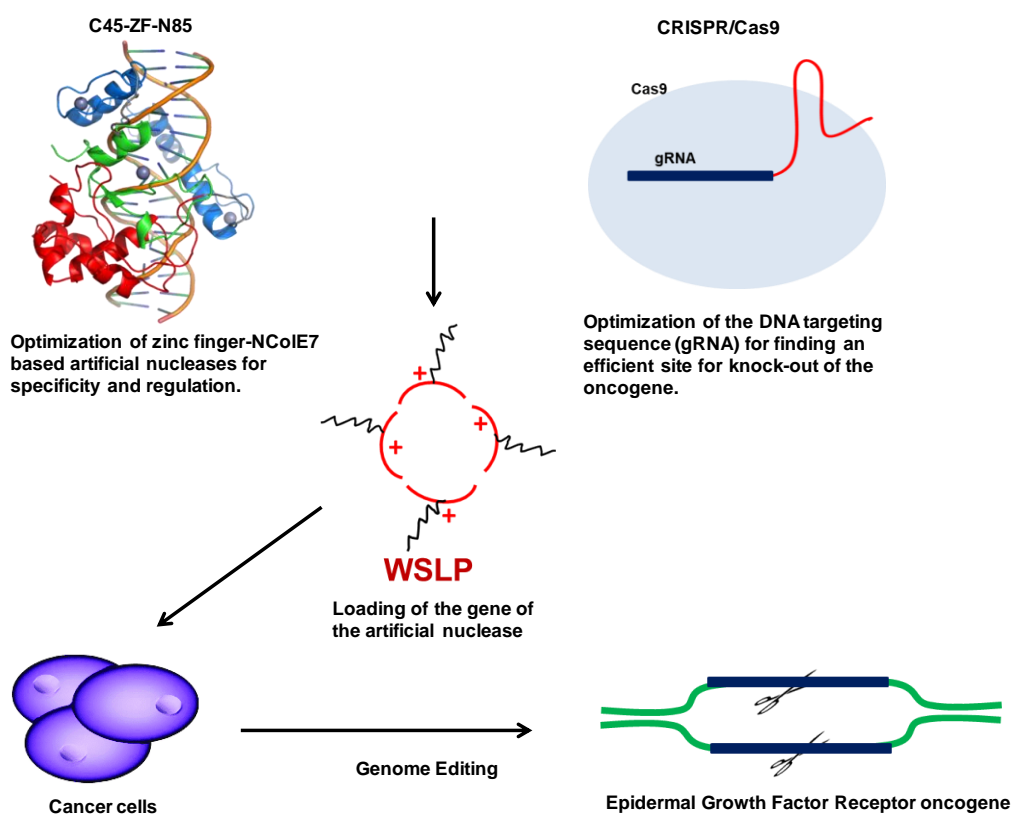 C45-ZF-N85
CRISPR/Cas9
Cas9
gRNA
Optimization of zinc finger-NColE7
based artificial nucleases for
specificity and regulation.
Optimization of the DNA targeting
sequence (gRNA) for finding an
efficient site for knock-out of the
oncogene.
+
+
+
+
WSLP
Loading of the gene of
the artificial nuclease
Genome Editing
Cancer cells
Epidermal Growth Factor Receptor oncogene